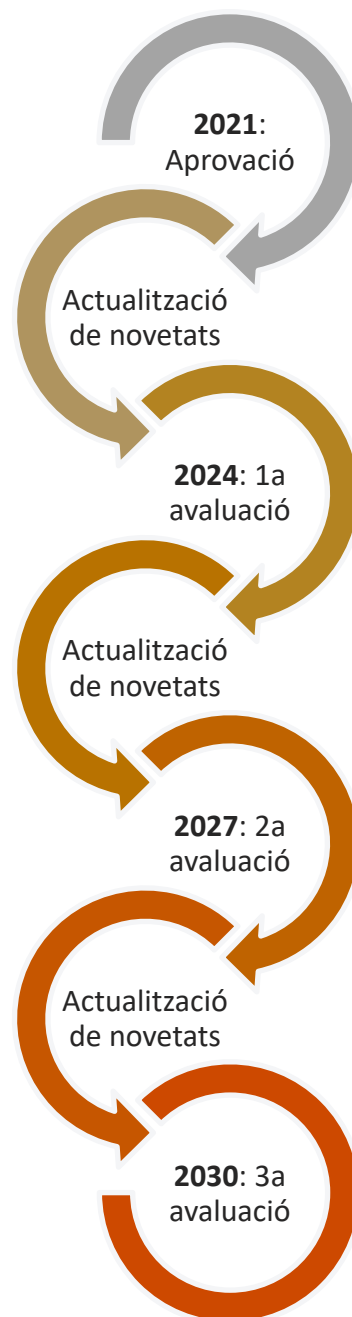 2021:
Aprovació
Actualització
de novetats
2024: 1a
avaluació
Actualització
de novetats
2027: 2a
avaluació
Actualització
de novetats
2030: 3a
avaluació